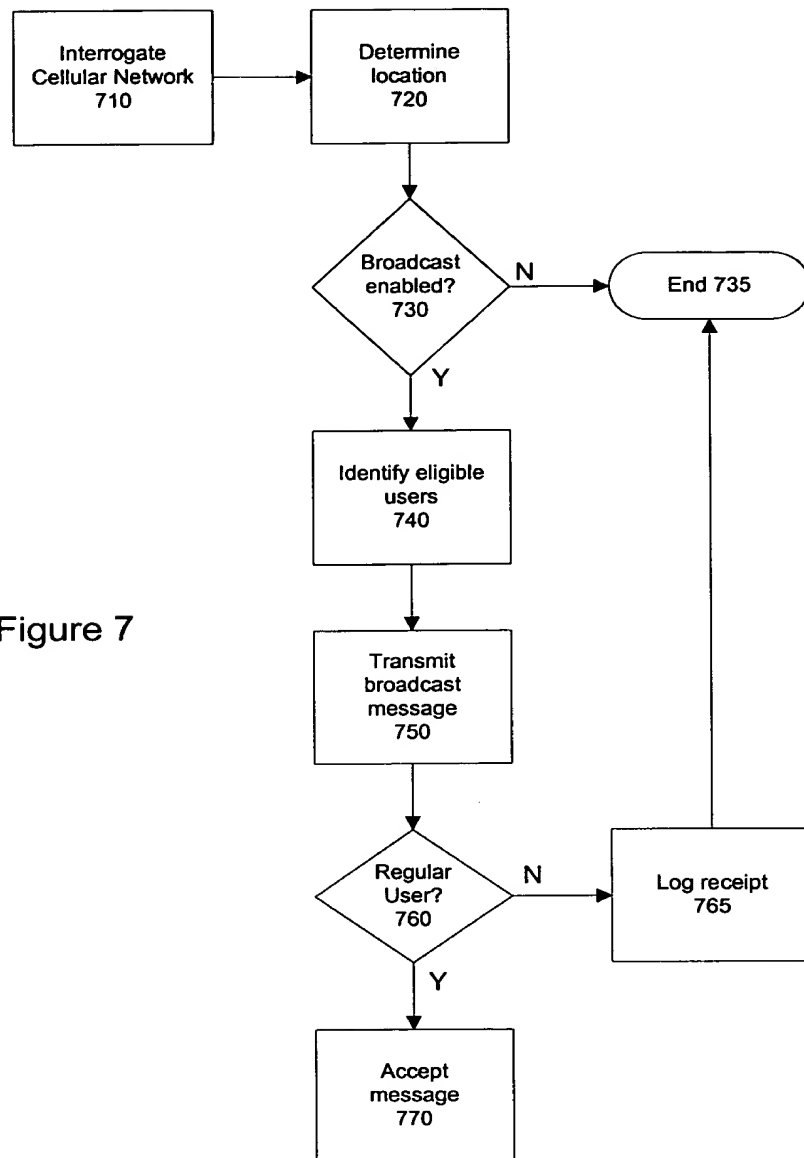 Interrogate
Cellular Network
710
Determine
location
720
Broadcast
enabled?
730
N
End 735
Y
Identify eligible
users
740
Figure 7
Transmit
broadcast
message
750
Regular
User?
760
N
Log receipt
765
Y
Accept
message
770